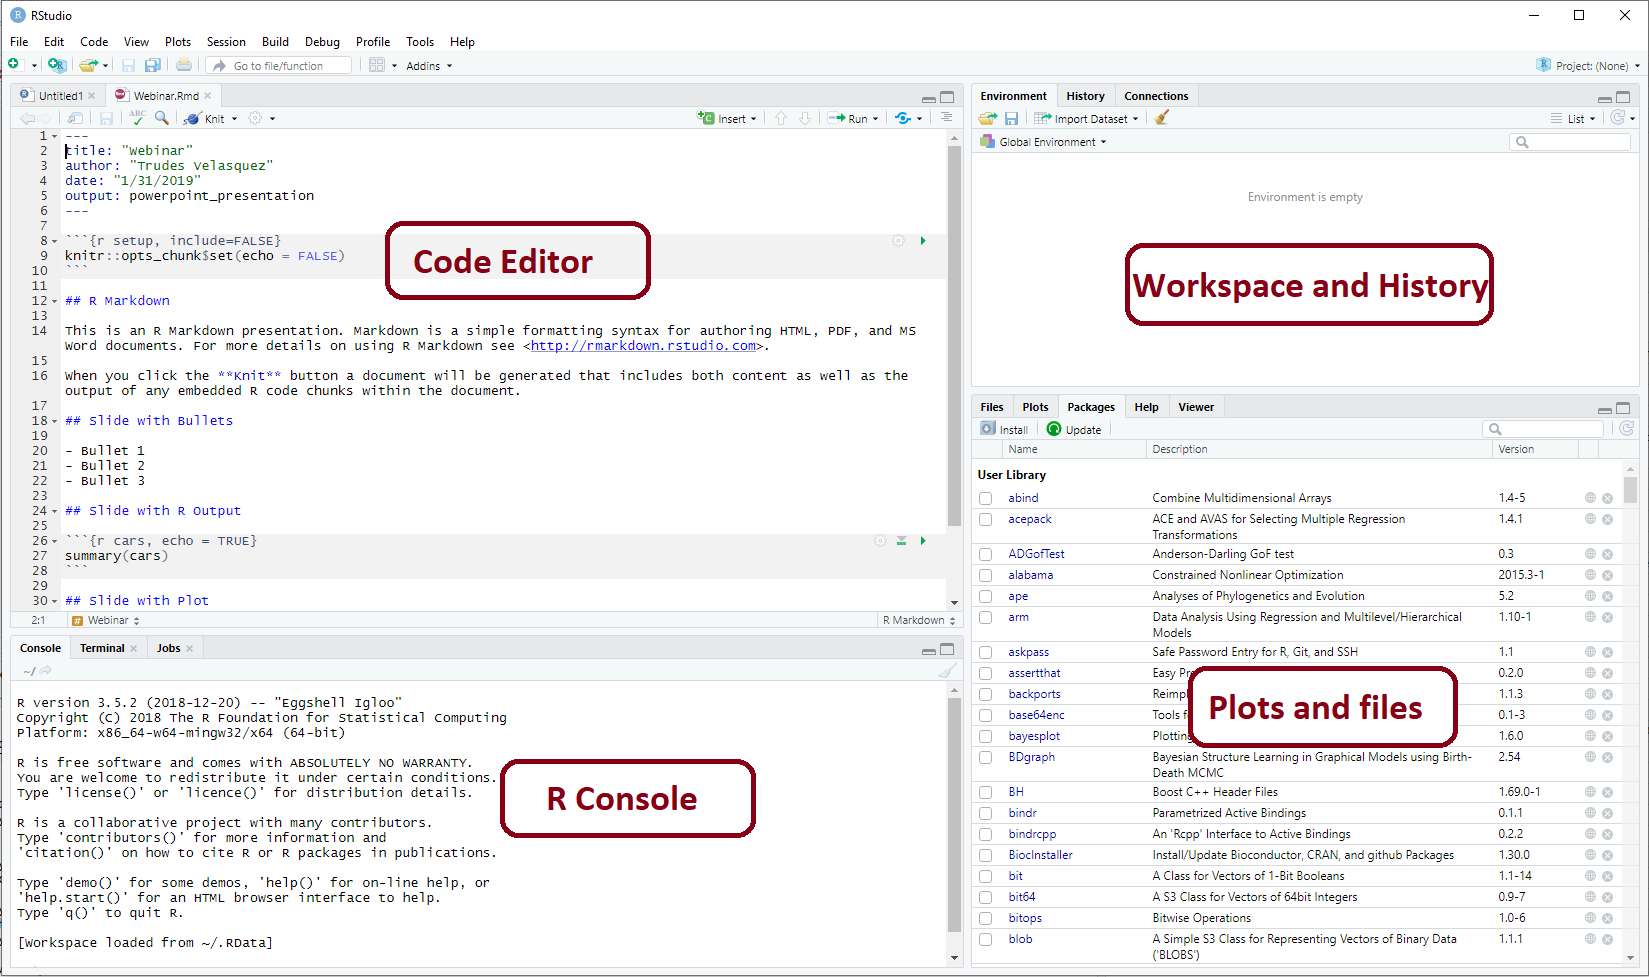 RStudio
File Edit Code View Plots Session Build Debug Profile Tools Help
Go to file/function Addins Project: (None)
Untitled1 Webinar.Rmd
ABC Knit Insert Run
1 ---
2 title: "Webinar"
3 author: "Trudes Velasquez"
4 date: "1/31/2019"
5 output: powerpoint_presentation
6 ---
7
8 ```{r setup, include=FALSE}
9 knitr::opts_chunk$set(echo = FALSE)
10 ```
Code Editor
11
12 ## R Markdown
13
14 This is an R Markdown presentation. Markdown is a simple formatting syntax for authoring HTML, PDF, and MS
Word documents. For more details on using R Markdown see <http://rmarkdown.rstudio.com>.
15
16 When you click the **Knit** button a document will be generated that includes both content as well as the
output of any embedded R code chunks within the document.
17
18 ## Slide with Bullets
19
20 - Bullet 1
21 - Bullet 2
22 - Bullet 3
23
24 ## Slide with R Output
25
26 ```{r cars, echo = TRUE}
27 summary(cars)
28 ```
29
30 ## Slide with Plot
2:1 # Webinar R Markdown
Console Terminal Jobs
~/
R version 3.5.2 (2018-12-20) -- "Eggshell Igloo"
Copyright (C) 2018 The R Foundation for Statistical Computing
Platform: x86_64-w64-mingw32/x64 (64-bit)
R is free software and comes with ABSOLUTELY NO WARRANTY.
You are welcome to redistribute it under certain conditions.
Type 'license()' or 'licence()' for distribution details.
R Console
R is a collaborative project with many contributors.
Type 'contributors()' for more information and
'citation()' on how to cite R or R packages in publications.
Type 'demo()' for some demos, 'help()' for on-line help, or
'help.start()' for an HTML browser interface to help.
Type 'q()' to quit R.
[Workspace loaded from ~/.RData]
Environment History Connections
Import Dataset List
Global Environment
Environment is empty
Workspace and History
Files Plots Packages Help Viewer
Install Update
Name Description Version
User Library
abind Combine Multidimensional Arrays 1.4-5
acepack ACE and AVAS for Selecting Multiple Regression 1.4.1
Transformations
ADGofTest Anderson-Darling GoF test 0.3
alabama Constrained Nonlinear Optimization 2015.3-1
ape Analyses of Phylogenetics and Evolution 5.2
arm Data Analysis Using Regression and Multilevel/Hierarchical 1.10-1
Models
askpass Safe Password Entry for R, Git, and SSH 1.1
assertthat Easy 0.2.0
backports 1.1.3
base64enc Tools 0.1-3
bayesplot Plotting 1.6.0
Plots and files
BDgraph Bayesian Structure Learning in Graphical Models using Birth- 2.54
Death MCMC
BH Boost C++ Header Files 1.69.0-1
bindr Parametrized Active Bindings 0.1.1
bindrcpp An 'Rcpp' Interface to Active Bindings 0.2.2
BiocInstaller Install/Update Bioconductor, CRAN, and github Packages 1.30.0
bit A Class for Vectors of 1-Bit Booleans 1.1-14
bit64 A S3 Class for Vectors of 64bit Integers 0.9-7
bitops Bitwise Operations 1.0-6
blob A Simple S3 Class for Representing Vectors of Binary Data 1.1.1
('BLOBS')